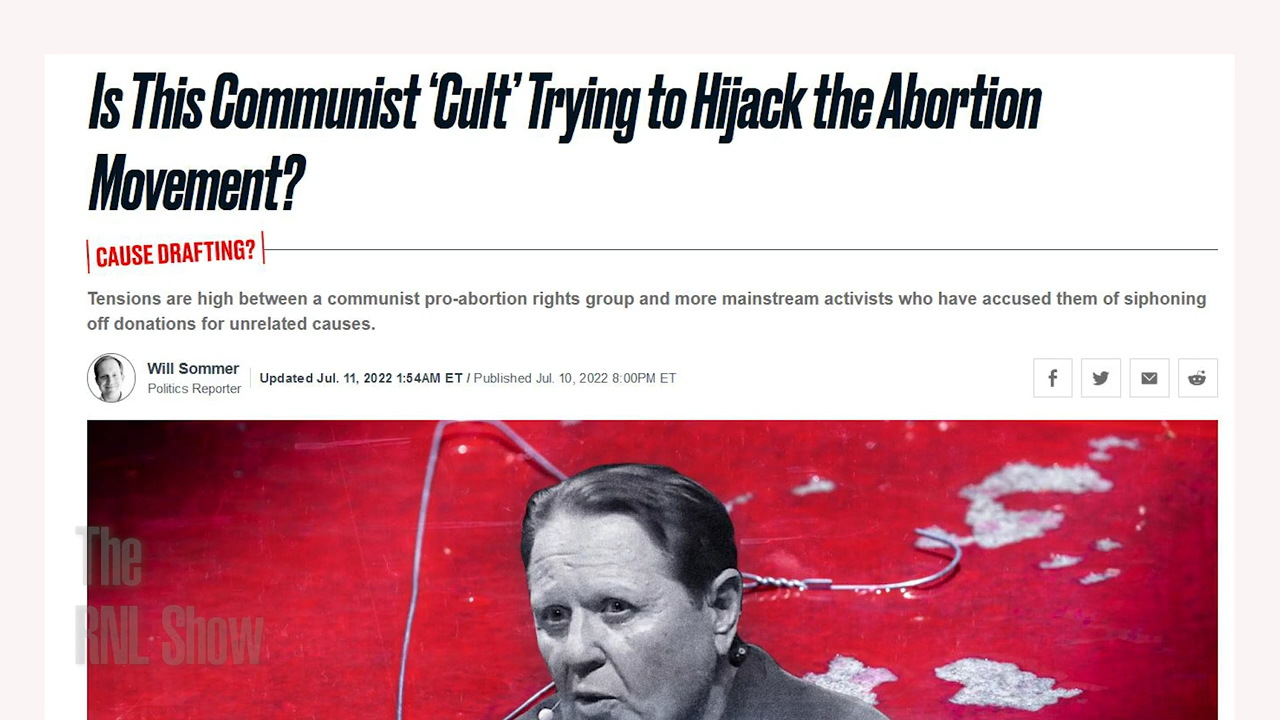 Is This Communist ‘Cult’ Trying to Hijack the Abortion
Movement?
CAUSE DRAFTING?
Tensions are high between a communist pro-abortion rights group and more mainstream activists who have accused them of siphoning
off donations for unrelated causes.
Will Sommer
Politics Reporter
Updated Jul. 11, 2022 1:54AM ET / Published Jul. 10, 2022 8:00PM ET
The
RNL Show